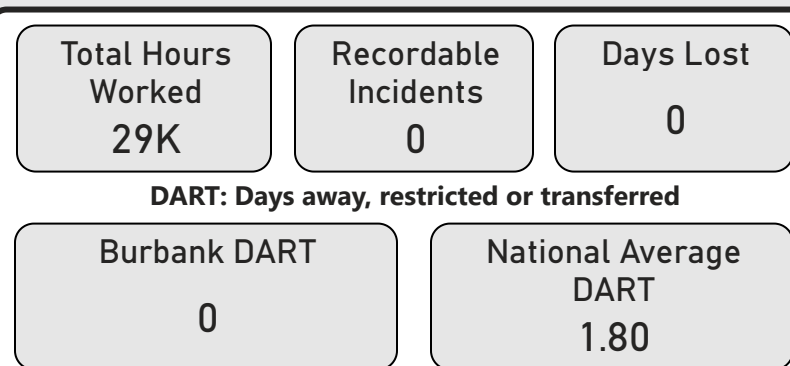 Total Hours
Worked
29K
Recordable
Incidents
0
Days Lost
0
DART: Days away, restricted or transferred
Burbank DART
0
National Average
DART
1.80